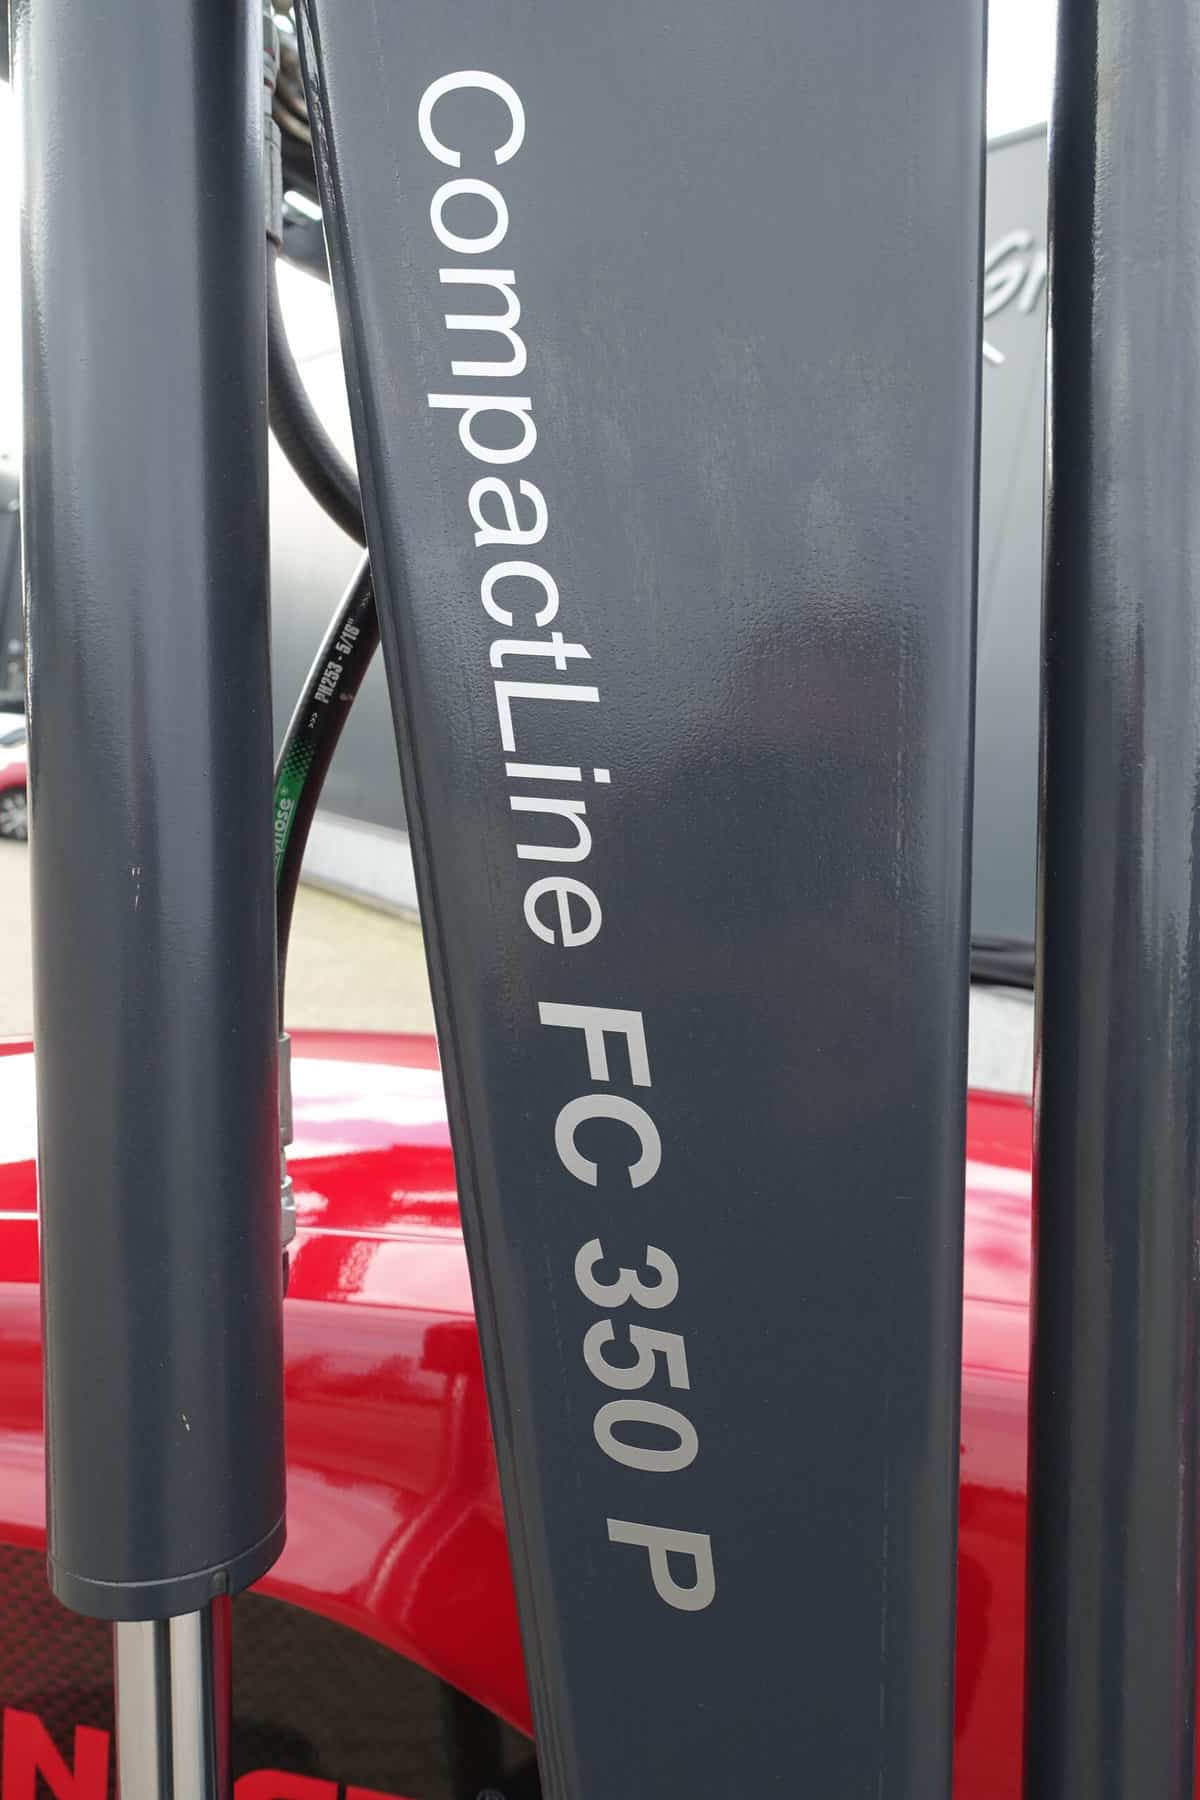 CompactLine FC 350 P
<<< PH253 - 5/16" <<<